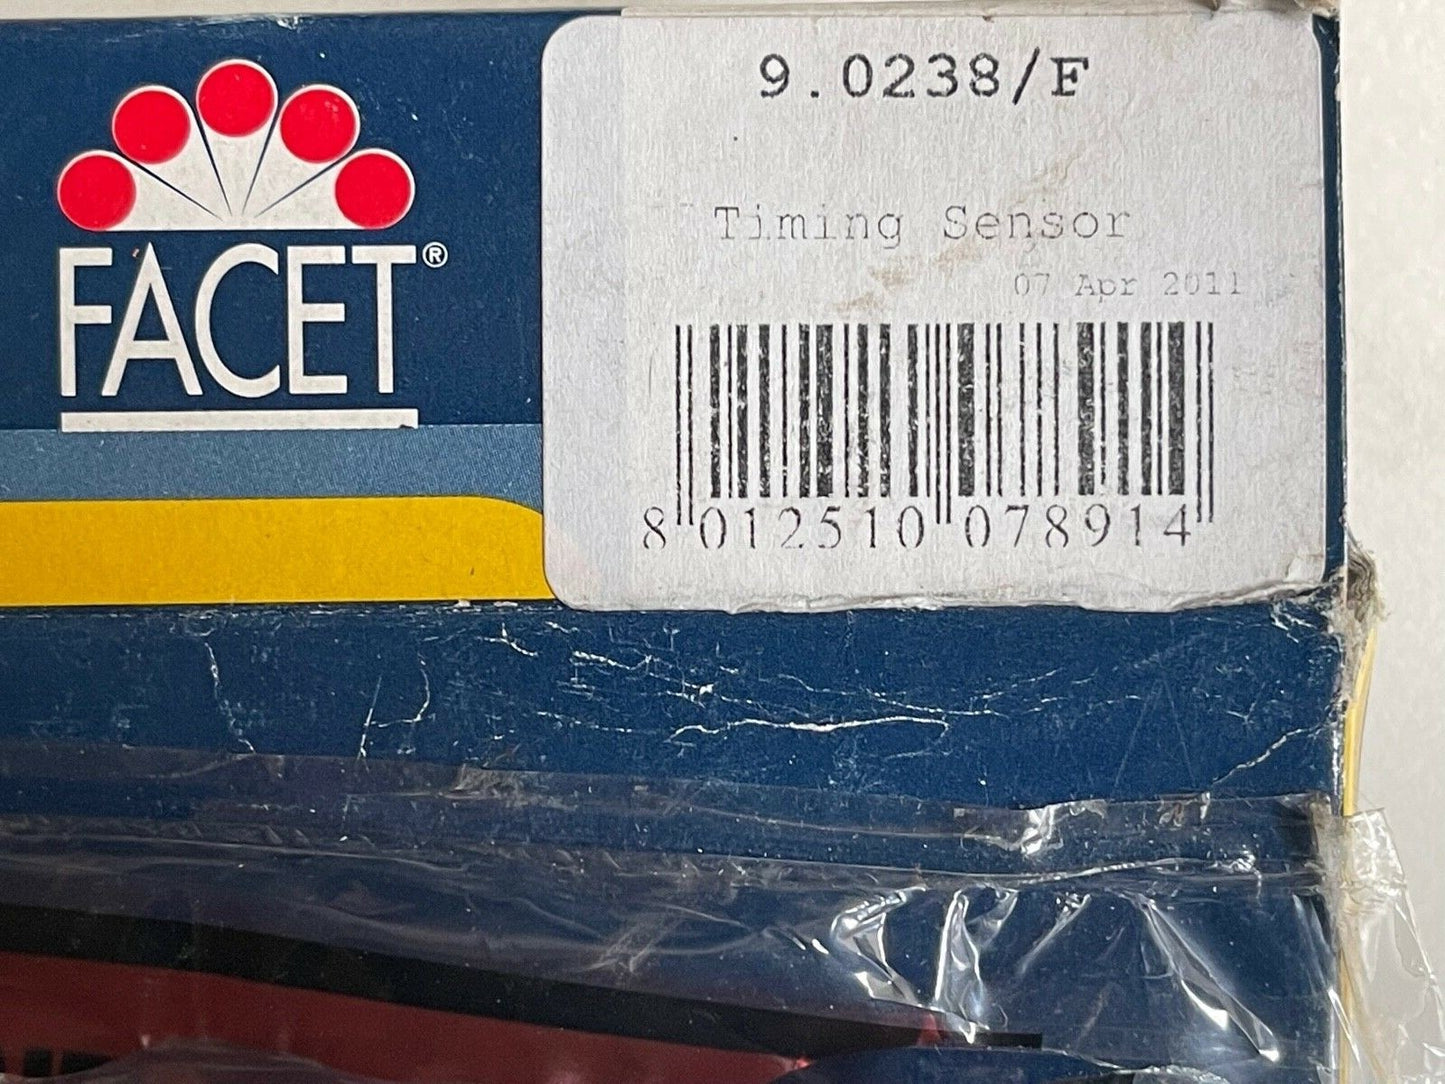 FACET®
9.0238/F
Timing Sensor
07 Apr 2011
8 012510 078914